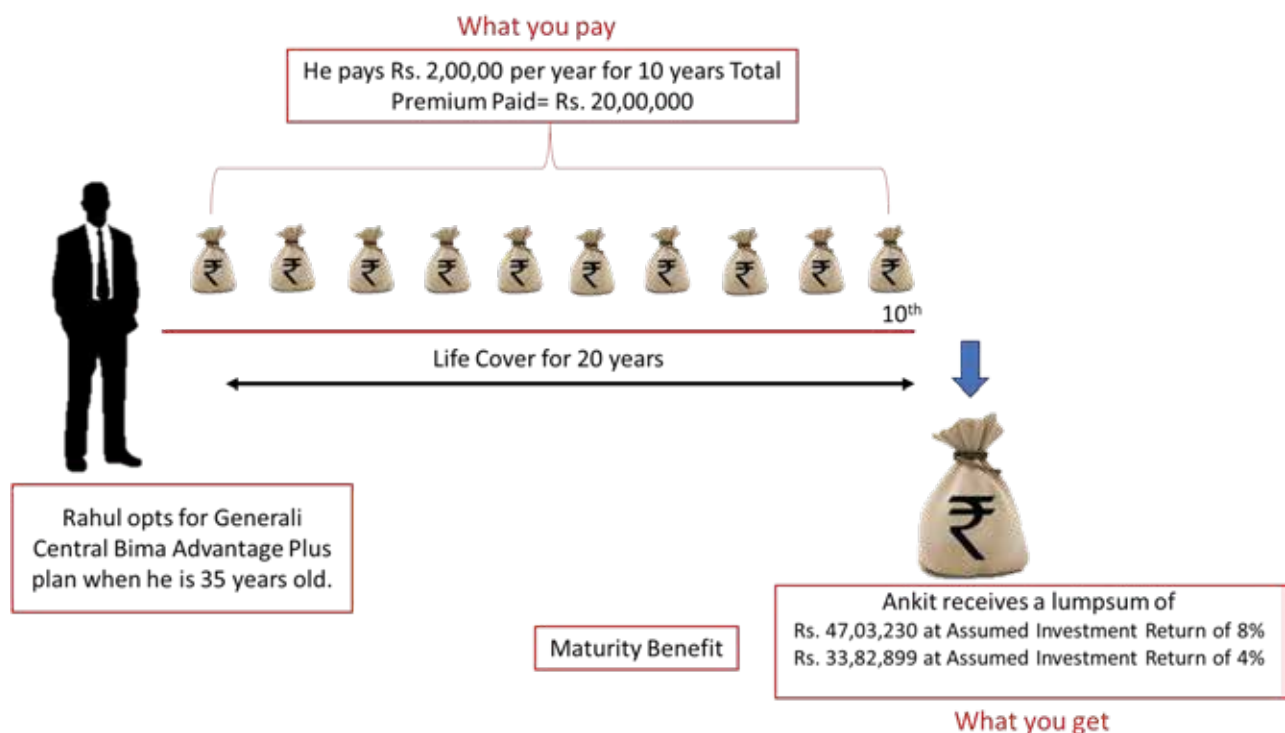 What you pay
He pays Rs. 2,00,00 per year for 10 years Total
Premium Paid= Rs. 20,00,000
₹ ₹ ₹ ₹ ₹ ₹ ₹ ₹ ₹ ₹
10th
Life Cover for 20 years
₹
Rahul opts for Generali
Central Bima Advantage Plus
plan when he is 35 years old.
Maturity Benefit
Ankit receives a lumpsum of
Rs. 47,03,230 at Assumed Investment Return of 8%
Rs. 33,82,899 at Assumed Investment Return of 4%
What you get